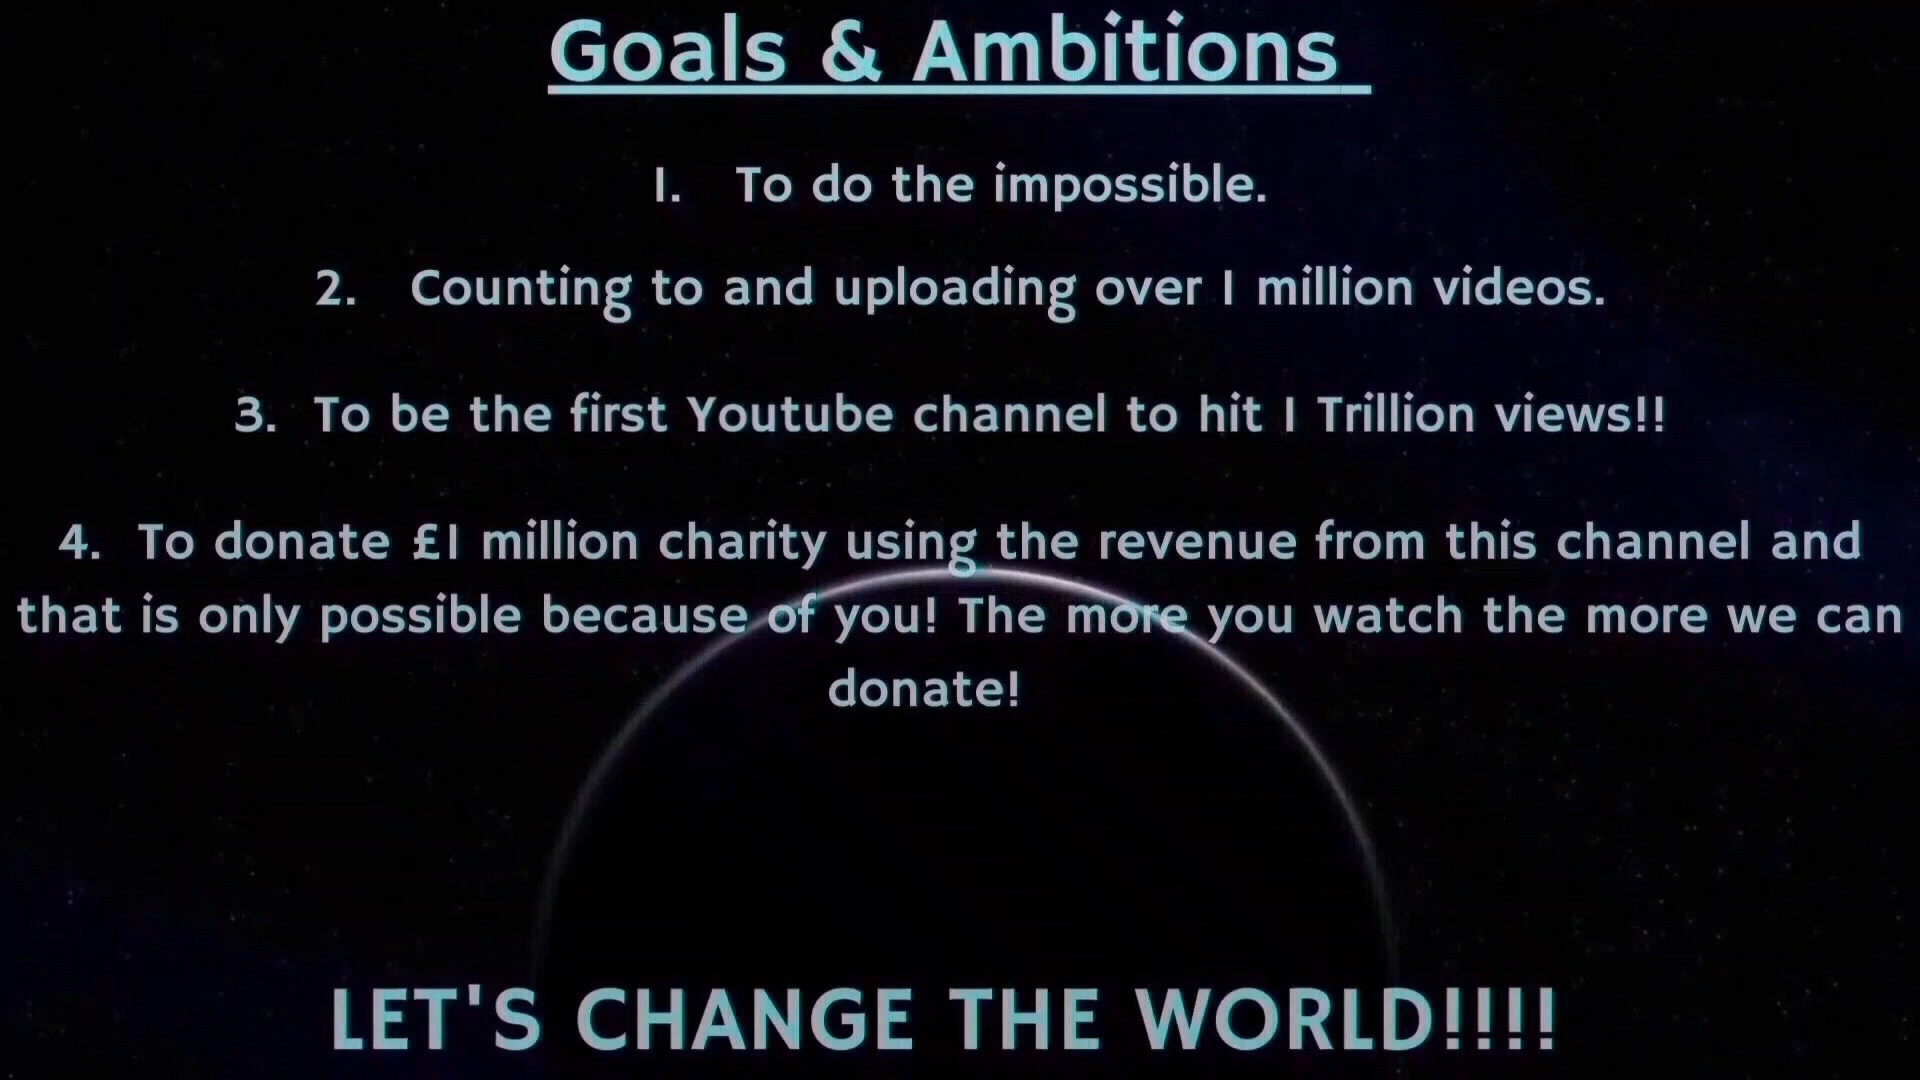 Goals & Ambitions
1. To do the impossible.
2. Counting to and uploading over 1 million videos.
3. To be the first Youtube channel to hit 1 Trillion views!!
4. To donate £1 million charity using the revenue from this channel and
that is only possible because of you! The more you watch the more we can
donate!
LET'S CHANGE THE WORLD!!!!